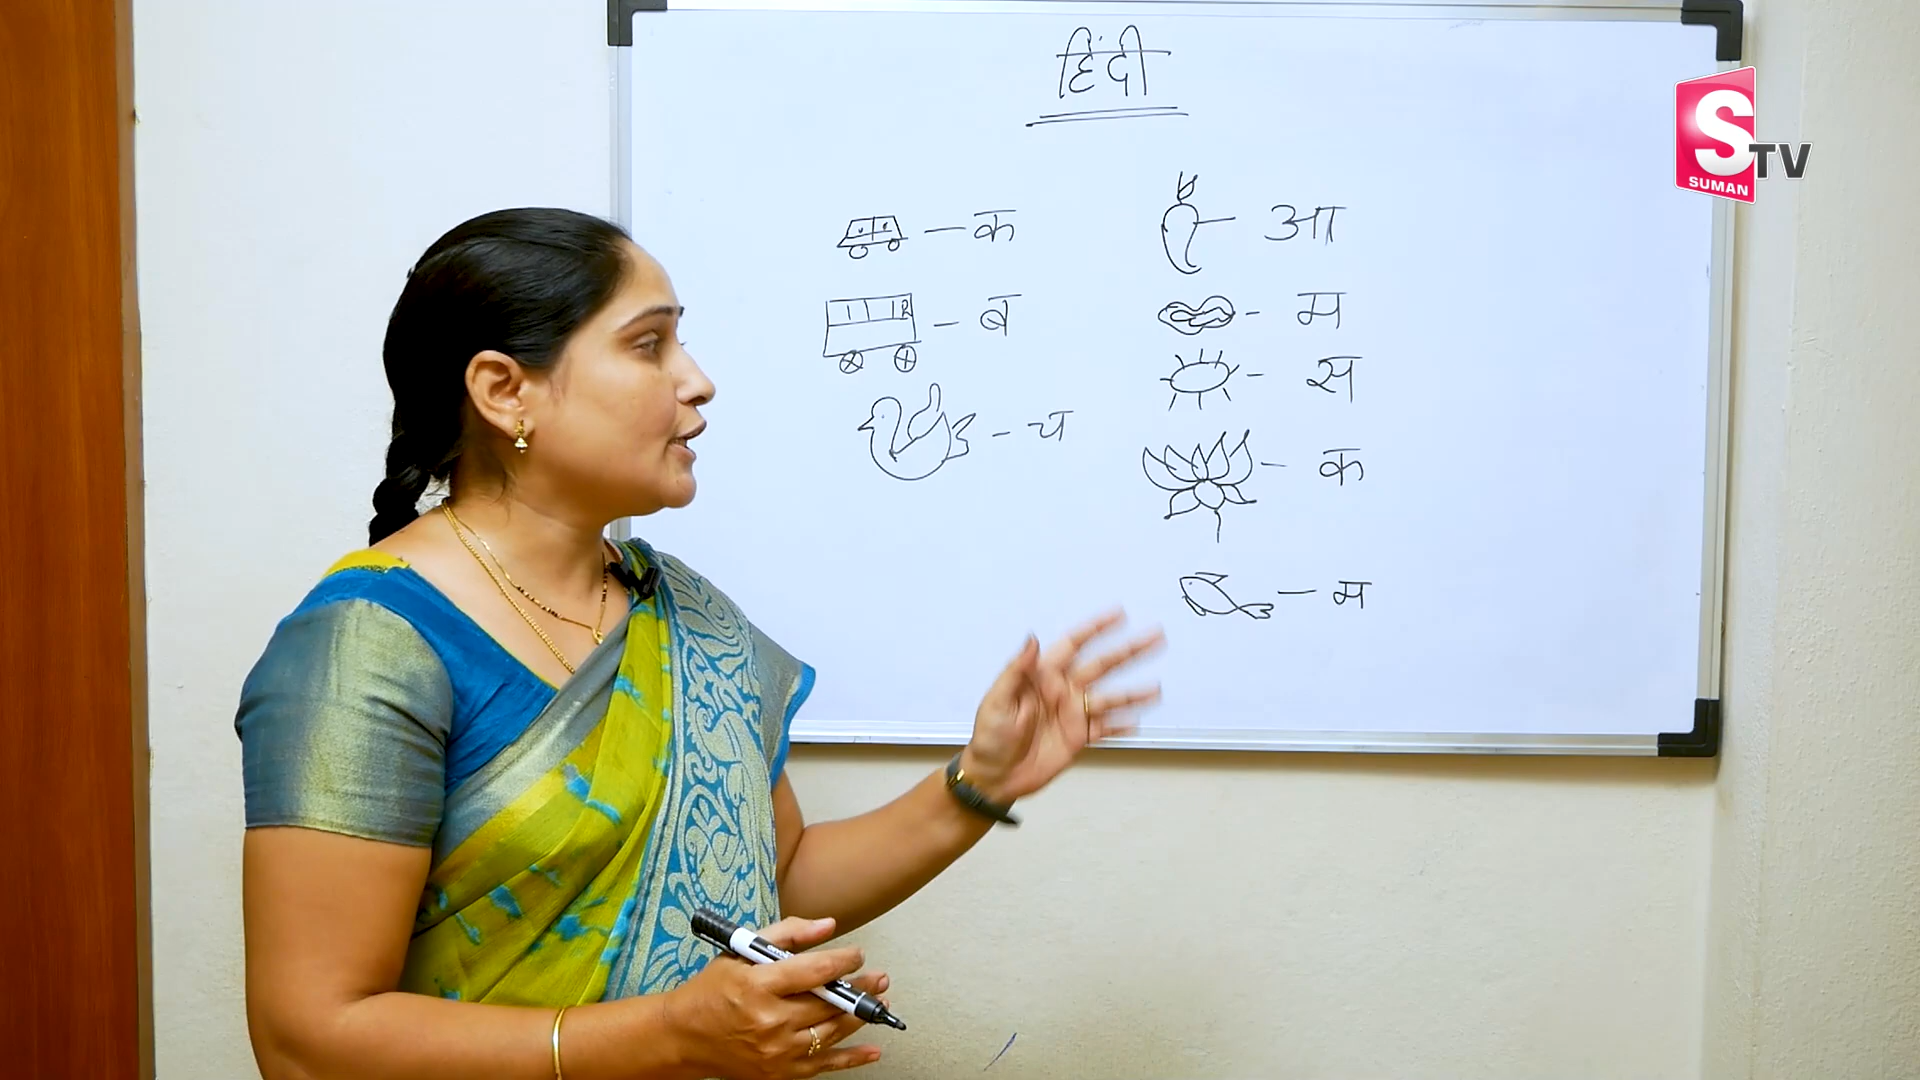 हिंदी
– क
– ब
– च
– आ
– म
– स
– क
– म
S TV
SUMAN